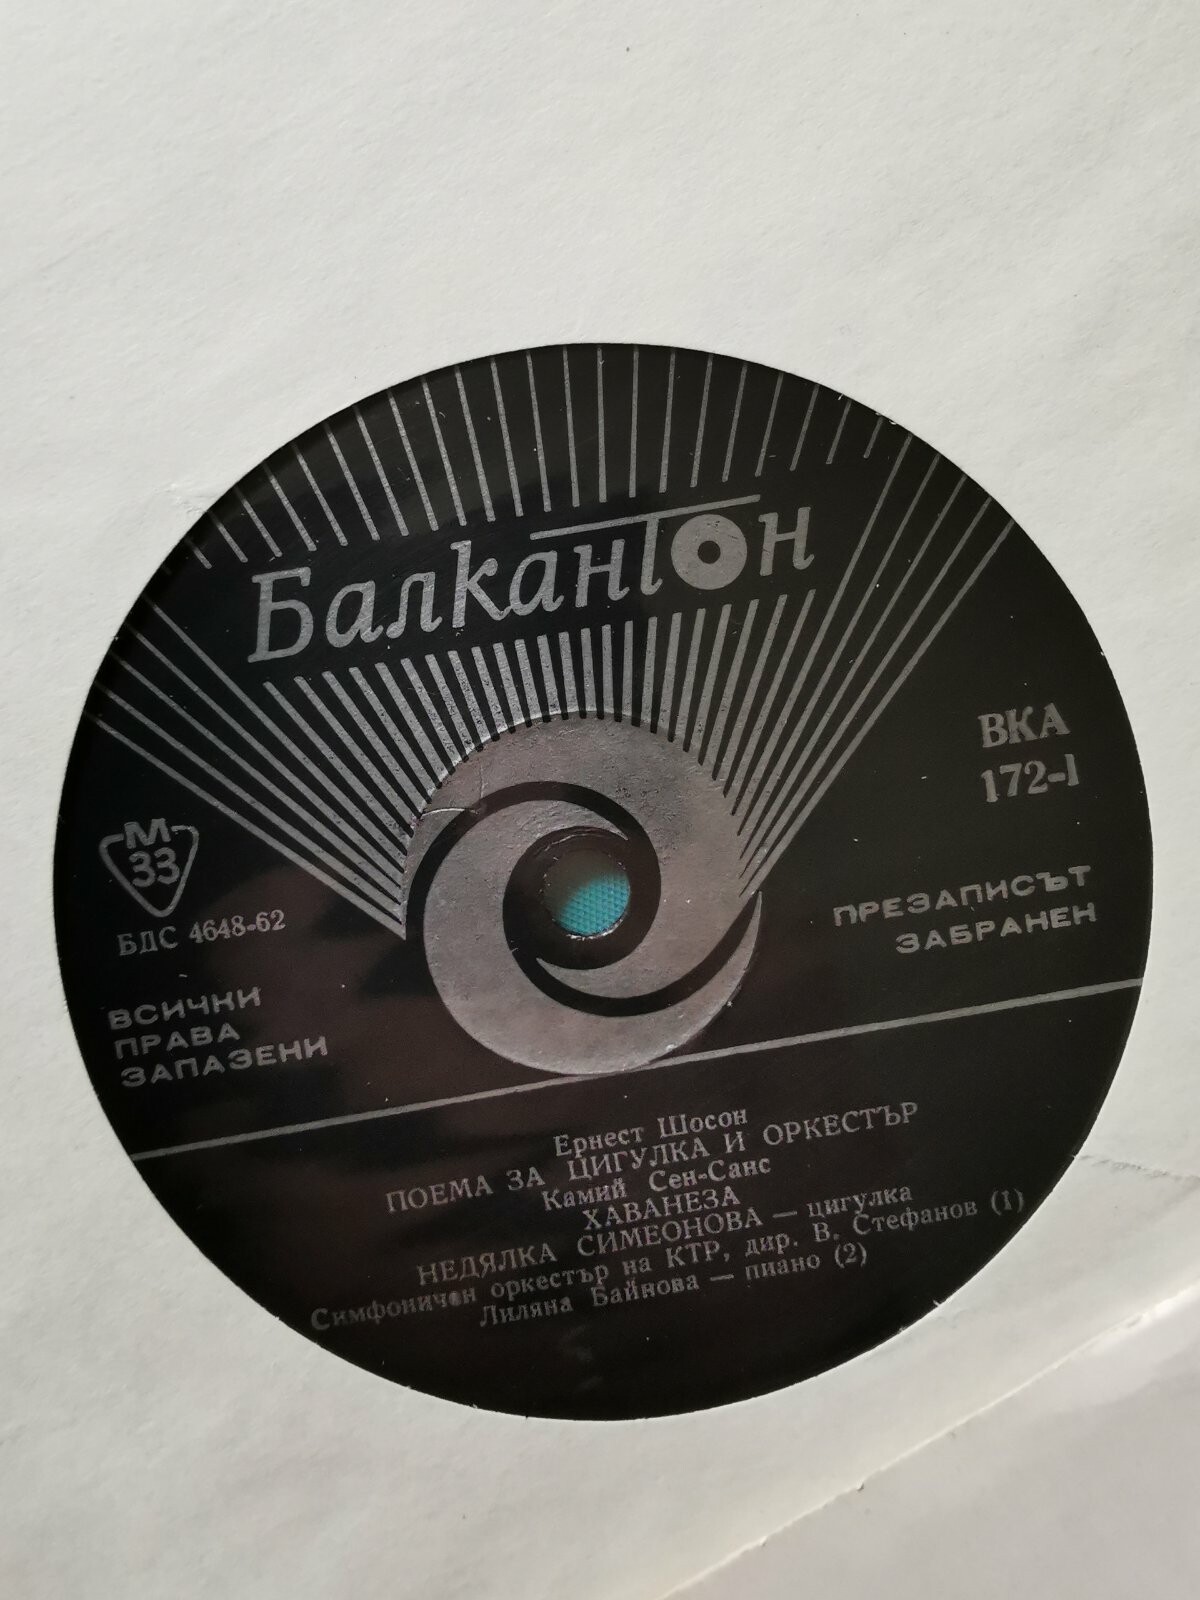 Балкантон
ВКА
172-I
М
33
БДС 4648-62
ПРЕЗАПИСЪТ
ЗАБРАНЕН
ВСИЧНИ
ПРАВА
ЗАПАЗЕНИ
Ернест Шосон
ПОЕМА ЗА ЦИГУЛКА И ОРКЕСТЪР
Камий Сен-Санс
ХАВАНЕЗА
НЕДЯЛКА СИМЕОНОВА — цигулка
Симфоничен оркестър на КТР, дир. В. Стефанов (1)
Лиляна Байнова — пиано (2)